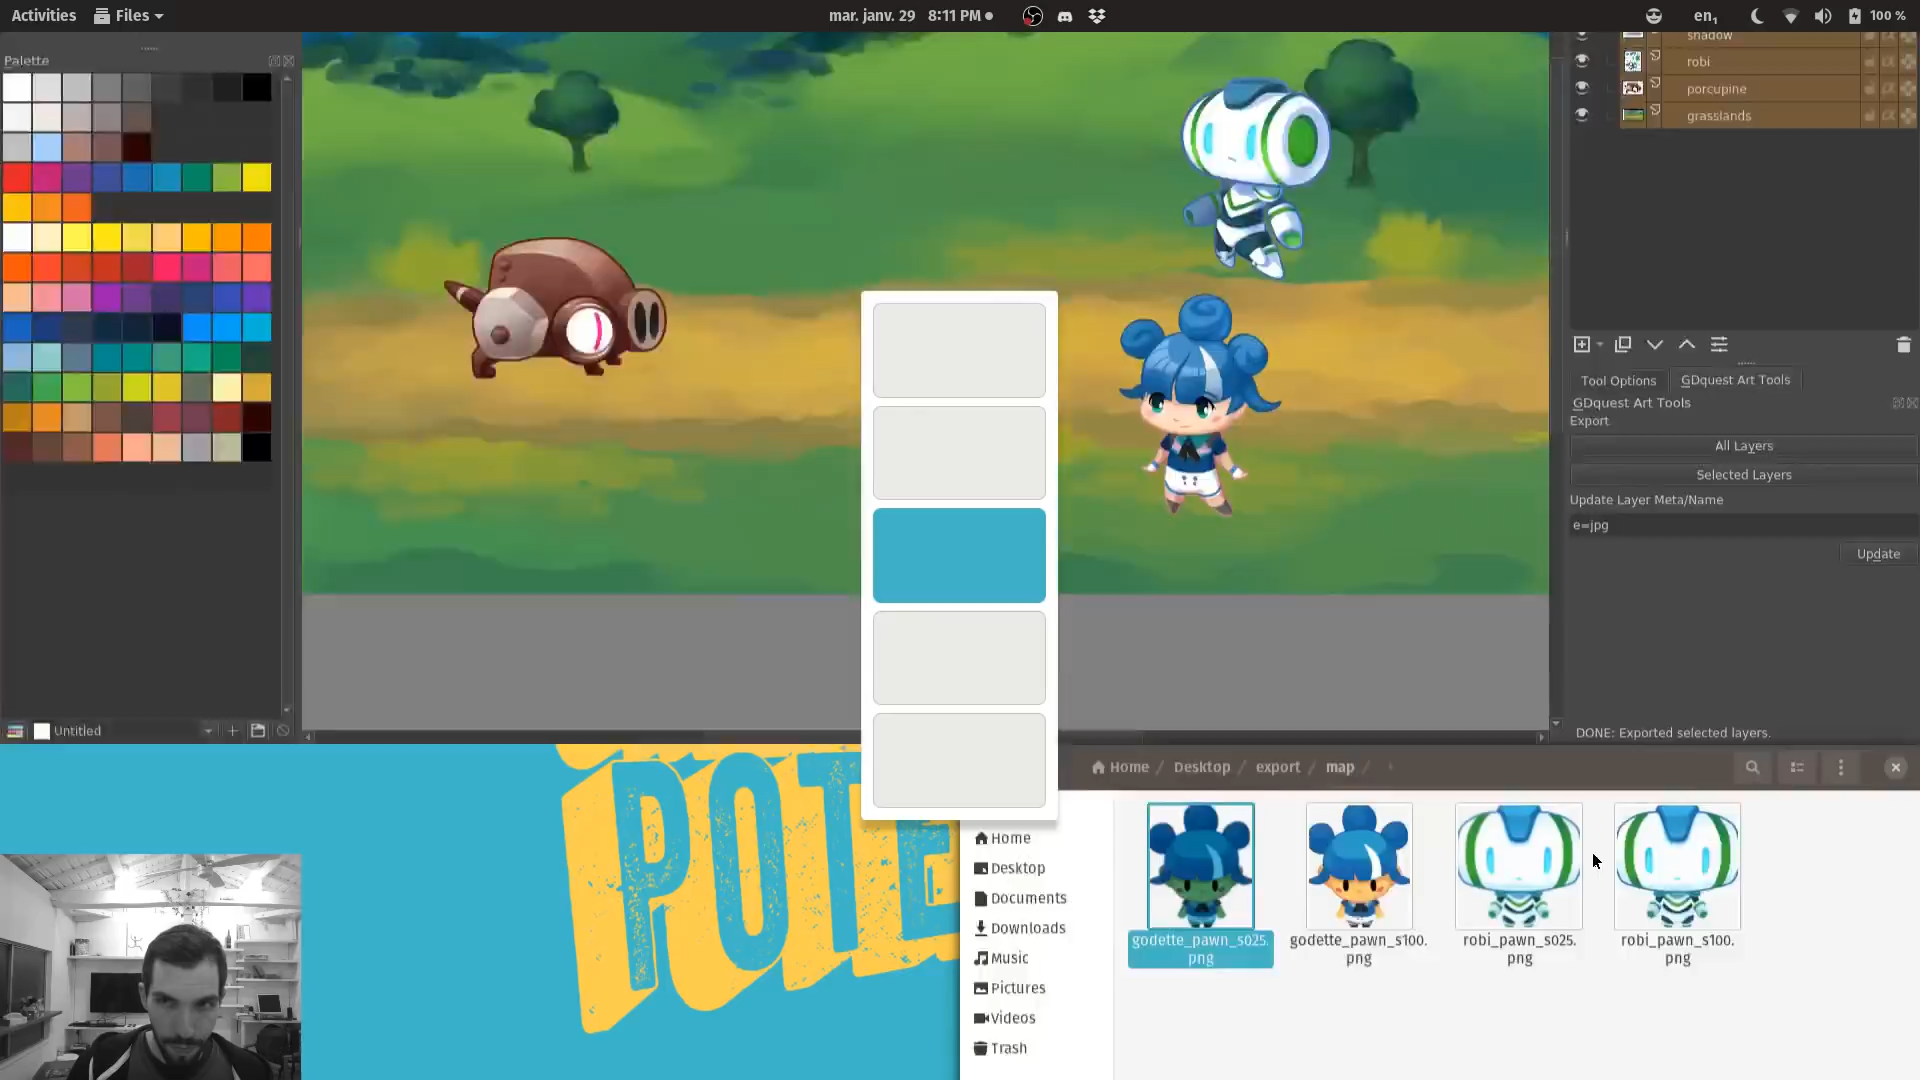 Activities
Files
mar. janv. 29 8:11 PM
en₁
100 %
Palette
shadow
robi
porcupine
grasslands
Tool Options
GDquest Art Tools
GDquest Art Tools
Export
All Layers
Selected Layers
Update Layer Meta/Name
e=jpg
Update
DONE: Exported selected layers.
Untitled
POTE
Home / Desktop / export / map /
Home
Desktop
Documents
Downloads
Music
Pictures
Videos
Trash
godette_pawn_s025.
png
godette_pawn_s100.
png
robi_pawn_s025.
png
robi_pawn_s100.
png